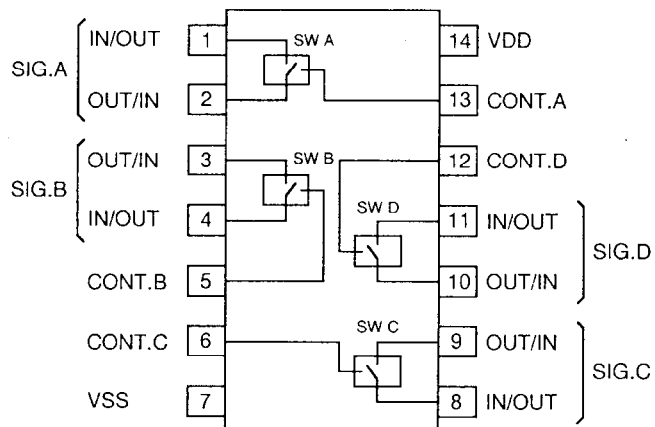 IN/OUT 1 SW A 14 VDD
SIG.A
OUT/IN 2 13 CONT.A
OUT/IN 3 SW B 12 CONT.D
SIG.B
IN/OUT 4 SW D 11 IN/OUT
SIG.D
CONT.B 5 10 OUT/IN
CONT.C 6 SW C 9 OUT/IN
SIG.C
VSS 7 8 IN/OUT